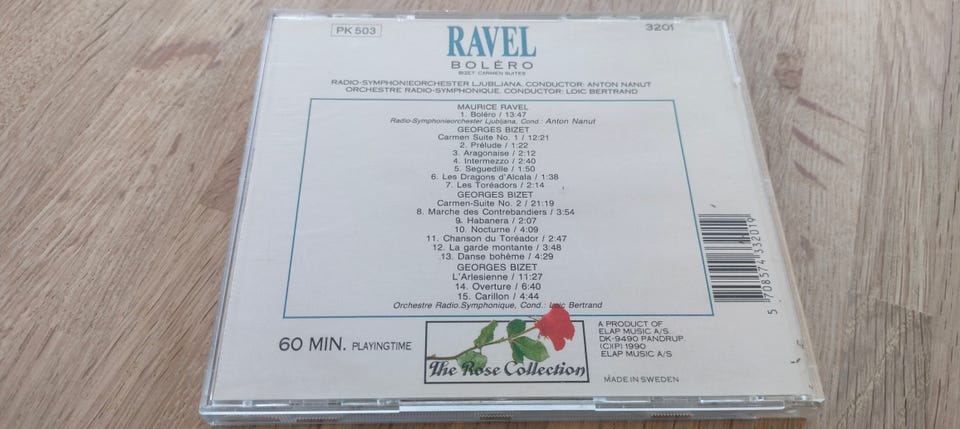 PK 503
3201
RAVEL
BOLÉRO
BIZET CARMEN SUITES
RADIO-SYMPHONIEORCHESTER LJUBLJANA, CONDUCTOR: ANTON NANUT
ORCHESTRE RADIO-SYMPHONIQUE, CONDUCTOR: LOIC BERTRAND
MAURICE RAVEL
1. Boléro / 13:47
Radio-Symphonieorchester Ljubljana, Cond.: Anton Nanut
GEORGES BIZET
Carmen Suite No. 1 / 12:21
2. Prélude / 1:22
3. Aragonaise / 2:12
4. Intermezzo / 2:40
5. Seguedille / 1:50
6. Les Dragons d'Alcala / 1:38
7. Les Toréadors / 2:14
GEORGES BIZET
Carmen-Suite No. 2 / 21:19
8. Marche des Contrebandiers / 3:54
9. Habanera / 2:07
10. Nocturne / 4:09
11. Chanson du Toréador / 2:47
12. La garde montante / 3:48
13. Danse bohème / 4:29
GEORGES BIZET
L'Arlesienne / 11:27
14. Overture / 6:40
15. Carillon / 4:44
Orchestre Radio.Symphonique, Cond.: Loic Bertrand
5 708574 332019
60 MIN. PLAYINGTIME
The Rose Collection
A PRODUCT OF
ELAP MUSIC A/S.
DK-9490 PANDRUP
(C)(P) 1990
ELAP MUSIC A/S
MADE IN SWEDEN